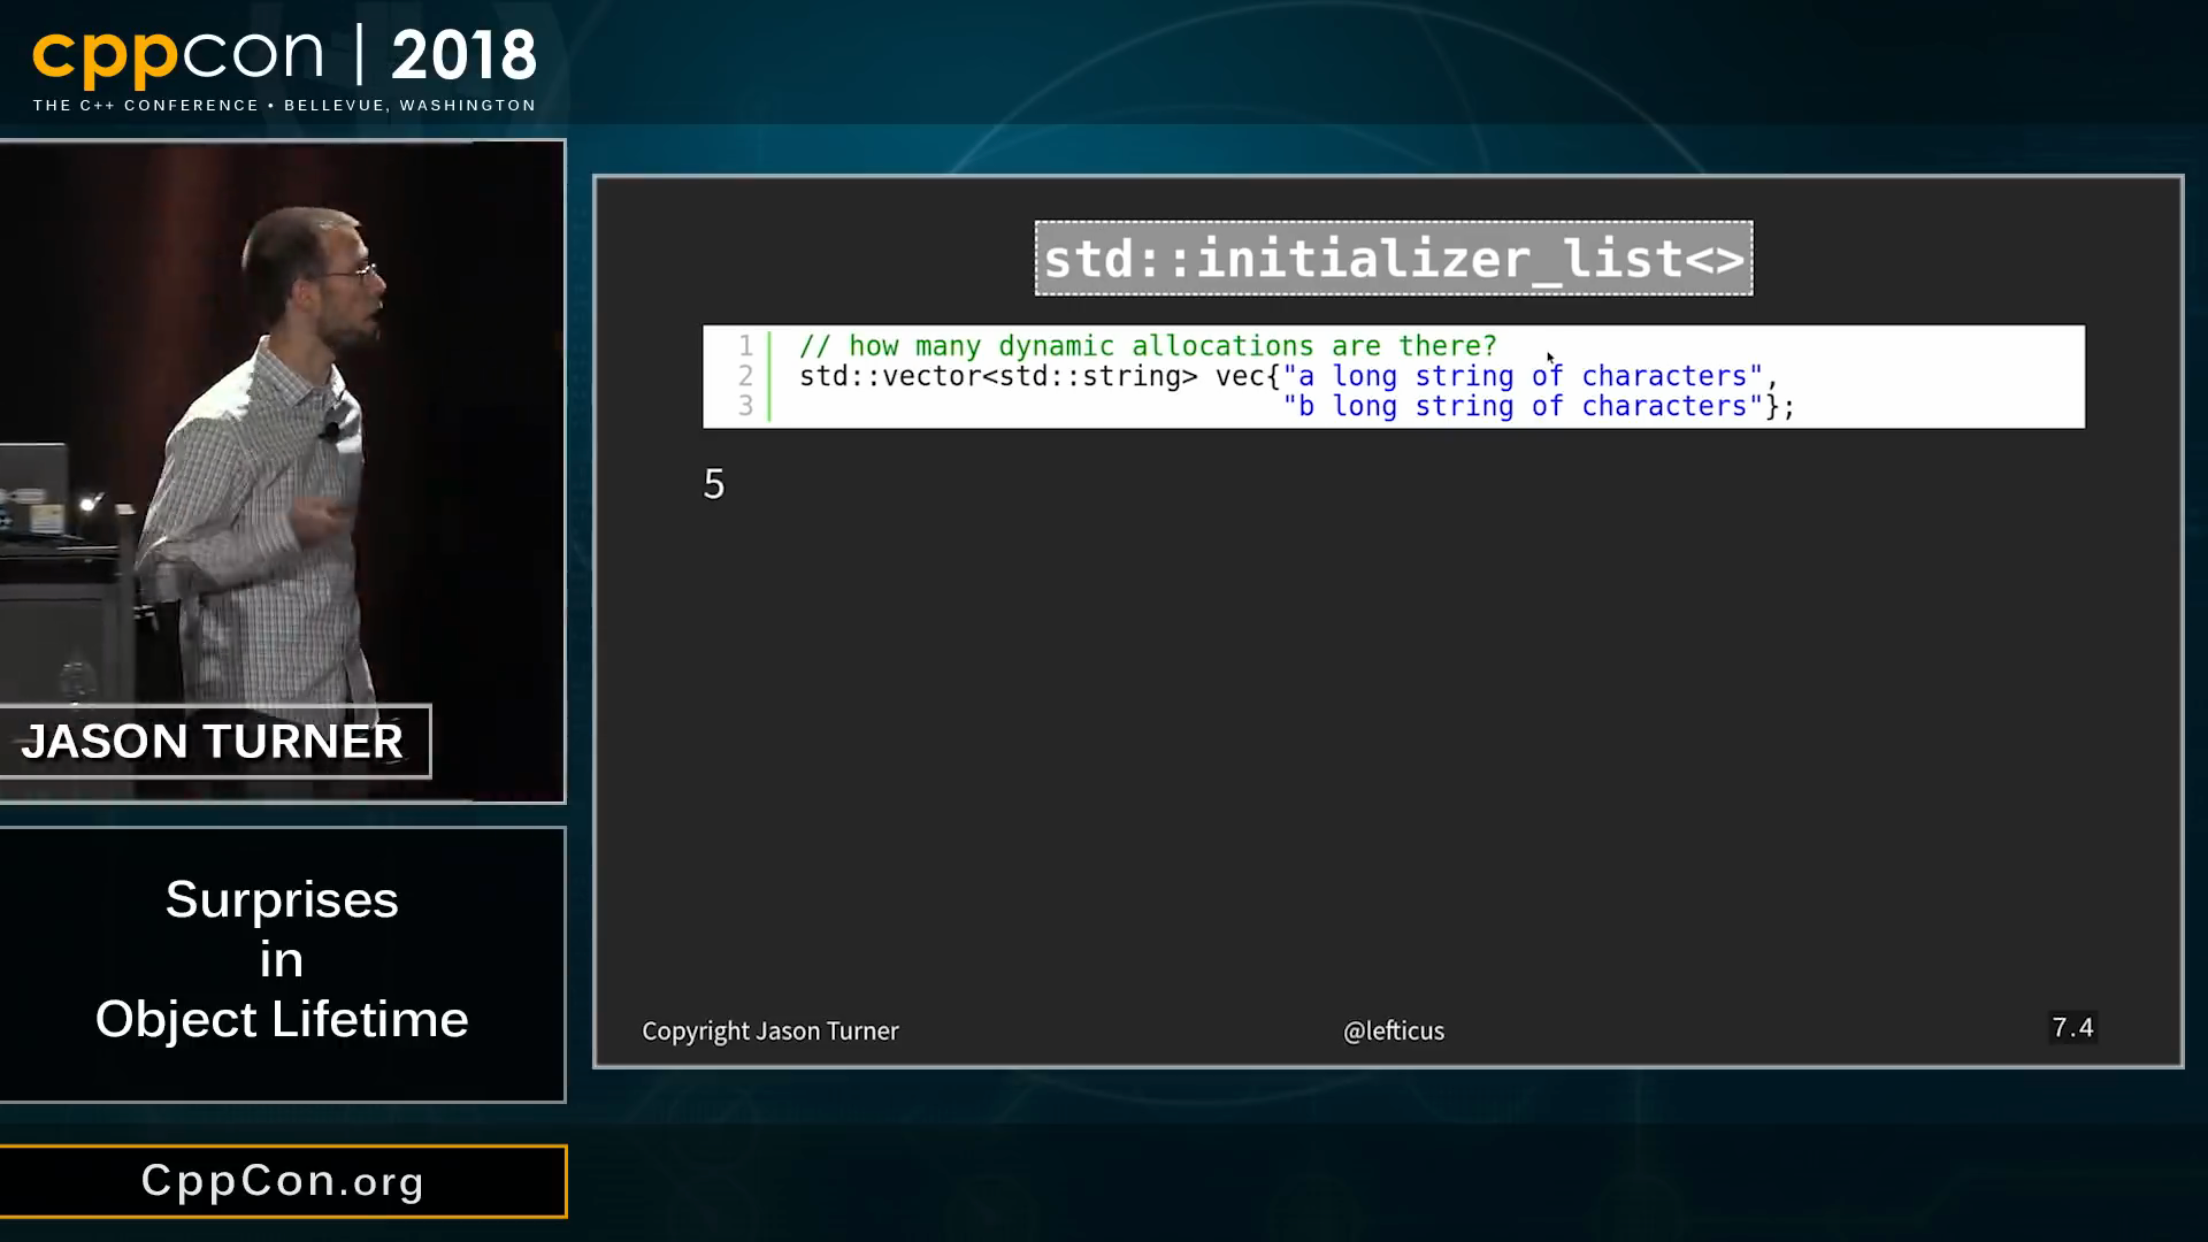 cppcon | 2018
THE C++ CONFERENCE • BELLEVUE, WASHINGTON
JASON TURNER
Surprises
in
Object Lifetime
CppCon.org
std::initializer_list<>
1 // how many dynamic allocations are there?
2 std::vector<std::string> vec{"a long string of characters",
3 "b long string of characters"};
5
Copyright Jason Turner
@lefticus
7.4